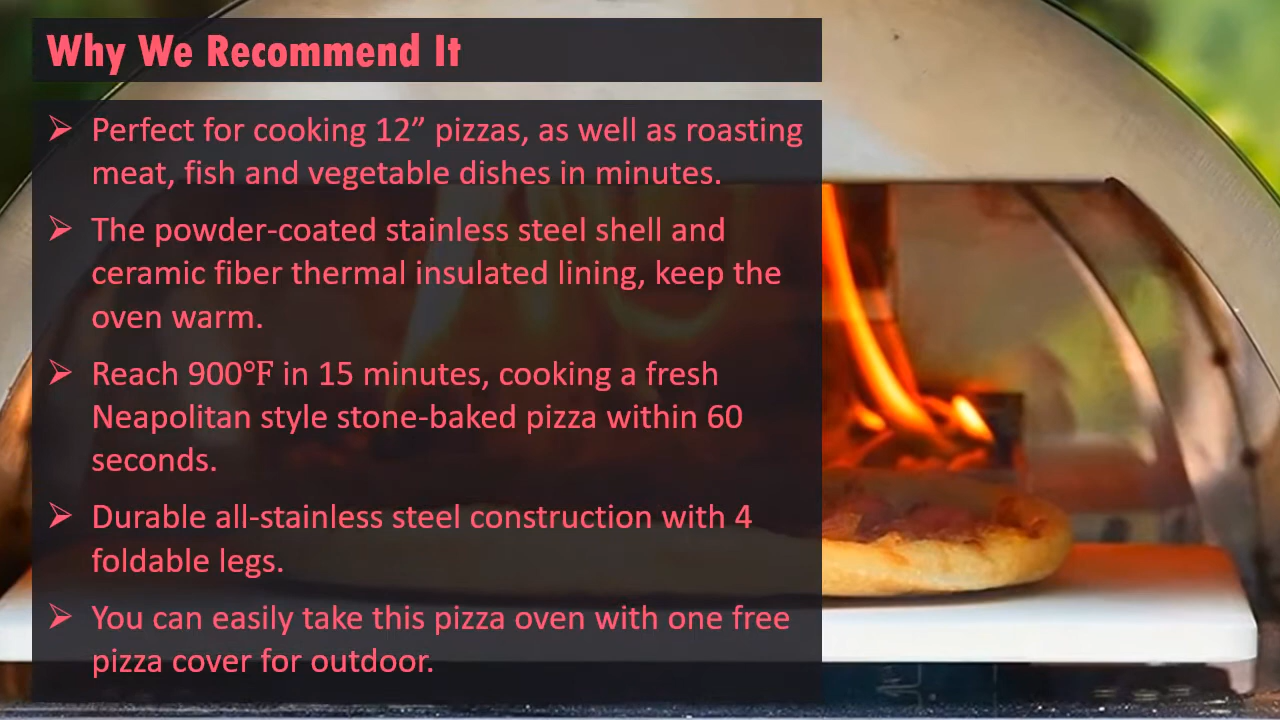 Why We Recommend It
➢ Perfect for cooking 12” pizzas, as well as roasting
meat, fish and vegetable dishes in minutes.
➢ The powder-coated stainless steel shell and
ceramic fiber thermal insulated lining, keep the
oven warm.
➢ Reach 900℉ in 15 minutes, cooking a fresh
Neapolitan style stone-baked pizza within 60
seconds.
➢ Durable all-stainless steel construction with 4
foldable legs.
➢ You can easily take this pizza oven with one free
pizza cover for outdoor.